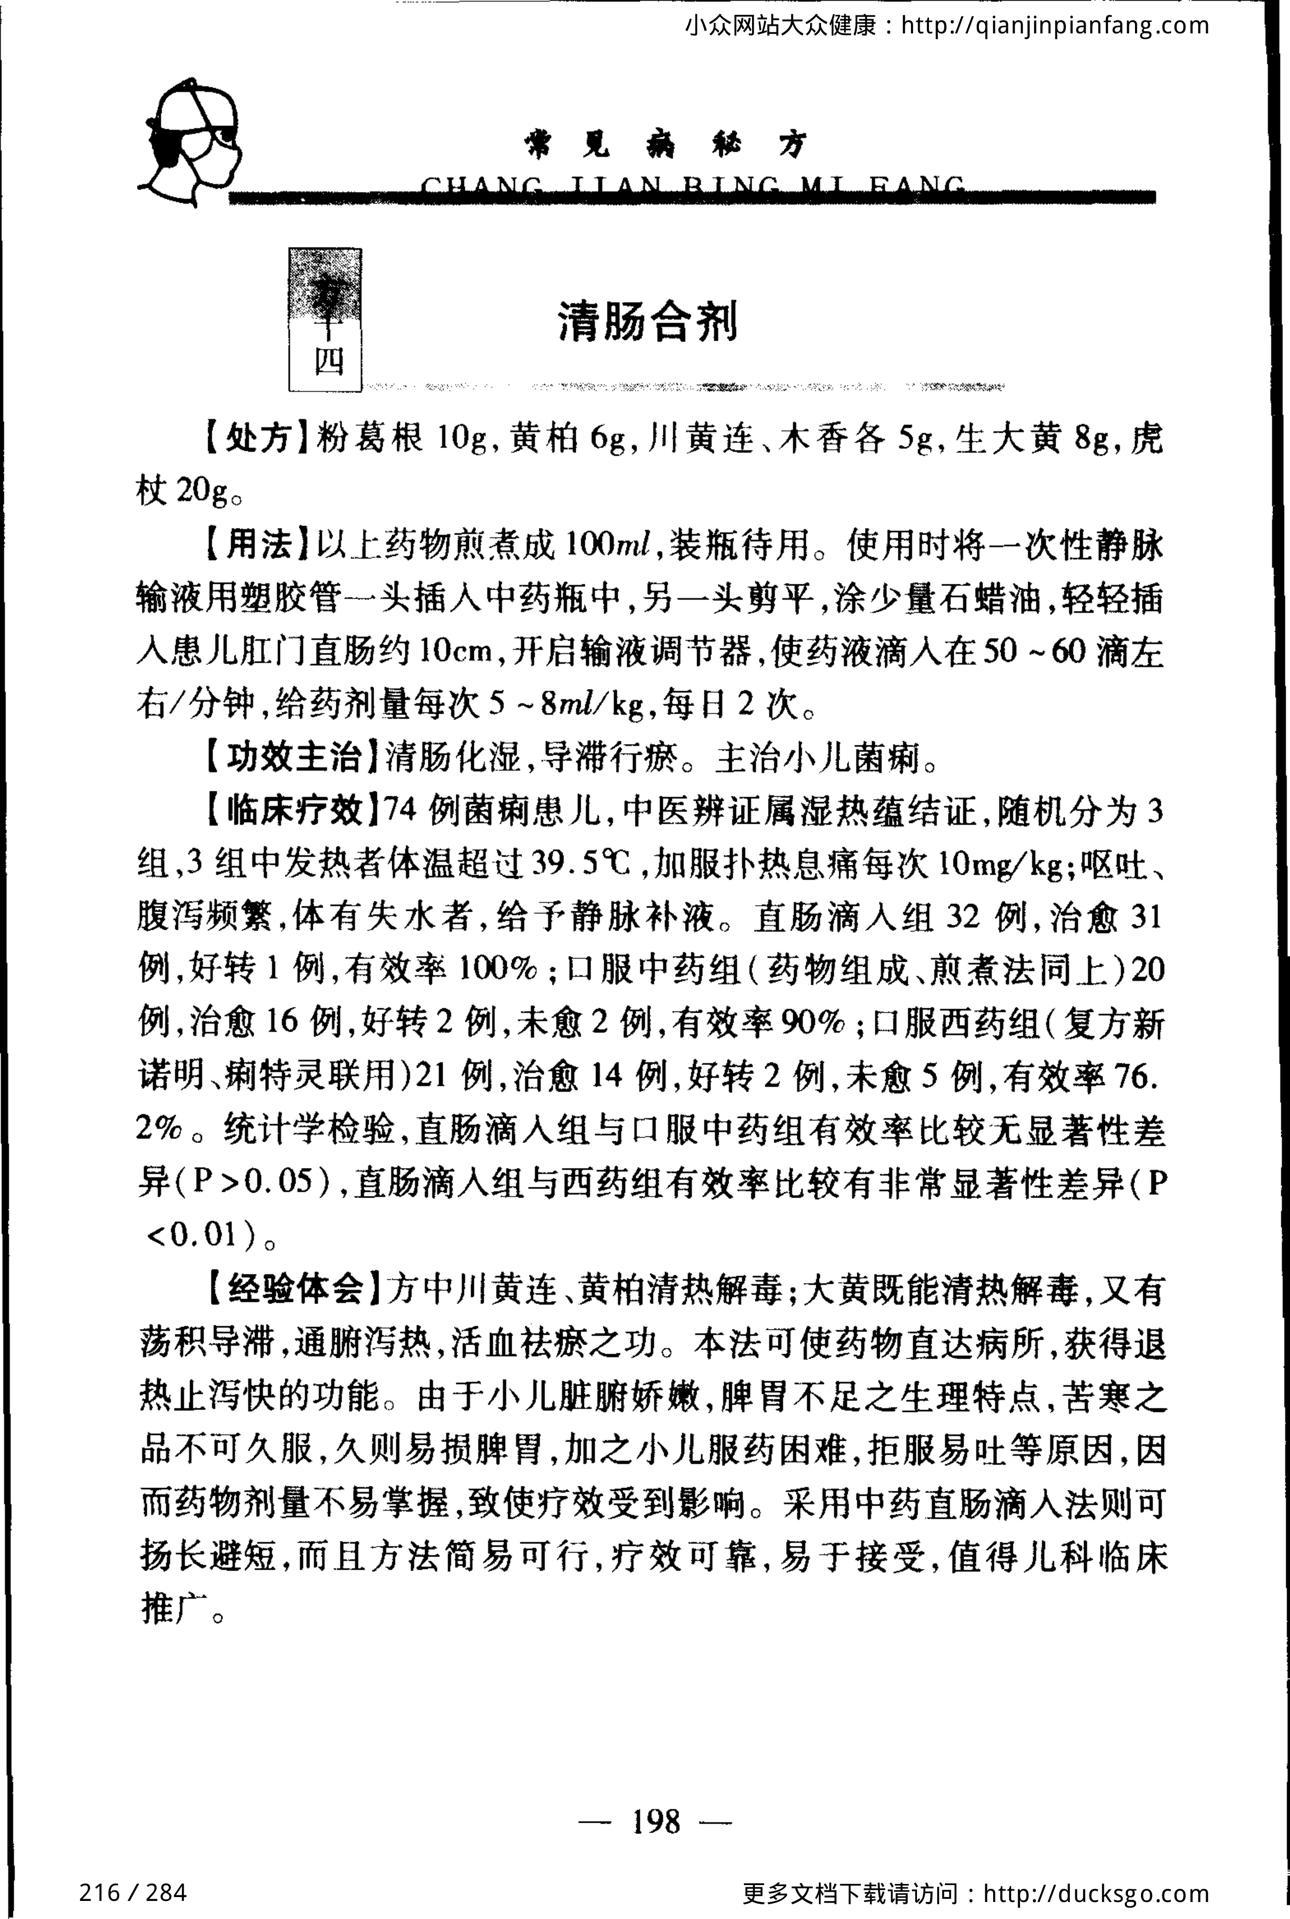 小众网站大众健康：http://qianjinpianfang.com
常见病秘方
CHANG JIAN BING MI FANG
方十四
清肠合剂
【处方】粉葛根 10g,黄柏 6g,川黄连、木香各 5g,生大黄 8g,虎
杖 20g。
【用法】以上药物煎煮成 100ml,装瓶待用。使用时将一次性静脉
输液用塑胶管一头插入中药瓶中,另一头剪平,涂少量石蜡油,轻轻插
入患儿肛门直肠约 10cm,开启输液调节器,使药液滴入在 50 ~ 60 滴左
右/分钟,给药剂量每次 5 ~ 8ml/kg,每日 2 次。
【功效主治】清肠化湿,导滞行瘀。主治小儿菌痢。
【临床疗效】74 例菌痢患儿,中医辨证属湿热蕴结证,随机分为 3
组,3 组中发热者体温超过 39.5℃,加服扑热息痛每次 10mg/kg;呕吐、
腹泻频繁,体有失水者,给予静脉补液。直肠滴入组 32 例,治愈 31
例,好转 1 例,有效率 100%;口服中药组(药物组成、煎煮法同上)20
例,治愈 16 例,好转 2 例,未愈 2 例,有效率 90%;口服西药组(复方新
诺明、痢特灵联用)21 例,治愈 14 例,好转 2 例,未愈 5 例,有效率 76.
2%。统计学检验,直肠滴入组与口服中药组有效率比较无显著性差
异(P>0.05),直肠滴入组与西药组有效率比较有非常显著性差异(P
<0.01)。
【经验体会】方中川黄连、黄柏清热解毒;大黄既能清热解毒,又有
荡积导滞,通腑泻热,活血祛瘀之功。本法可使药物直达病所,获得退
热止泻快的功能。由于小儿脏腑娇嫩,脾胃不足之生理特点,苦寒之
品不可久服,久则易损脾胃,加之小儿服药困难,拒服易吐等原因,因
而药物剂量不易掌握,致使疗效受到影响。采用中药直肠滴入法则可
扬长避短,而且方法简易可行,疗效可靠,易于接受,值得儿科临床
推广。
— 198 —
216 / 284
更多文档下载请访问：http://ducksgo.com